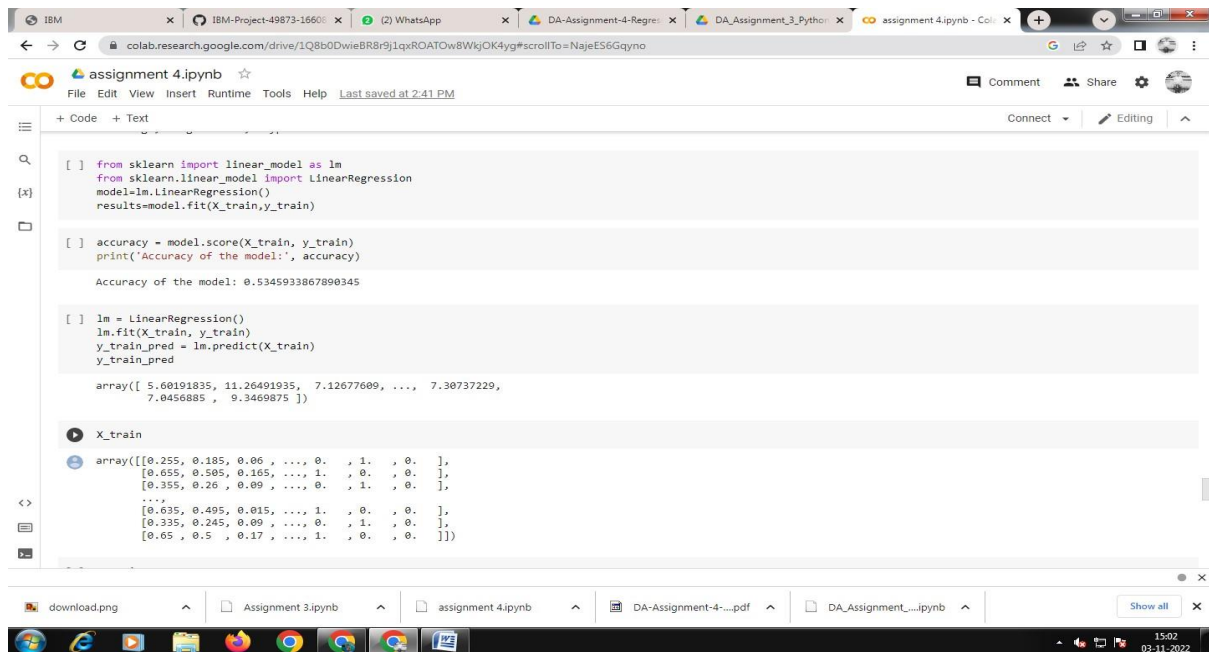 IBM
IBM-Project-49873-16608
(2) WhatsApp
DA-Assignment-4-Regres
DA_Assignment_3_Python
assignment 4.ipynb - Cola
colab.research.google.com/drive/1Q8b0DwieBR8r9j1qxROATOw8WkjOK4yg#scrollTo=NajeES6Gqyno
assignment 4.ipynb
Comment Share
File Edit View Insert Runtime Tools Help Last saved at 2:41 PM
+ Code + Text
Connect Editing
[ ] from sklearn import linear_model as lm
from sklearn.linear_model import LinearRegression
model=lm.LinearRegression()
results=model.fit(X_train,y_train)
{x}
[ ] accuracy = model.score(X_train, y_train)
print('Accuracy of the model:', accuracy)
Accuracy of the model: 0.5345933867890345
[ ] lm = LinearRegression()
lm.fit(X_train, y_train)
y_train_pred = lm.predict(X_train)
y_train_pred
array([ 5.60191835, 11.26491935, 7.12677609, ..., 7.30737229,
7.0456885 , 9.3469875 ])
X_train
array([[0.255, 0.185, 0.06 , ..., 0. , 1. , 0. ],
[0.655, 0.505, 0.165, ..., 1. , 0. , 0. ],
[0.355, 0.26 , 0.09 , ..., 0. , 1. , 0. ],
...,
[0.635, 0.495, 0.015, ..., 1. , 0. , 0. ],
[0.335, 0.245, 0.09 , ..., 0. , 1. , 0. ],
[0.65 , 0.5 , 0.17 , ..., 1. , 0. , 0. ]])
download.png
Assignment 3.ipynb
assignment 4.ipynb
DA-Assignment-4-....pdf
DA_Assignment_....ipynb
Show all
15:02
03-11-2022